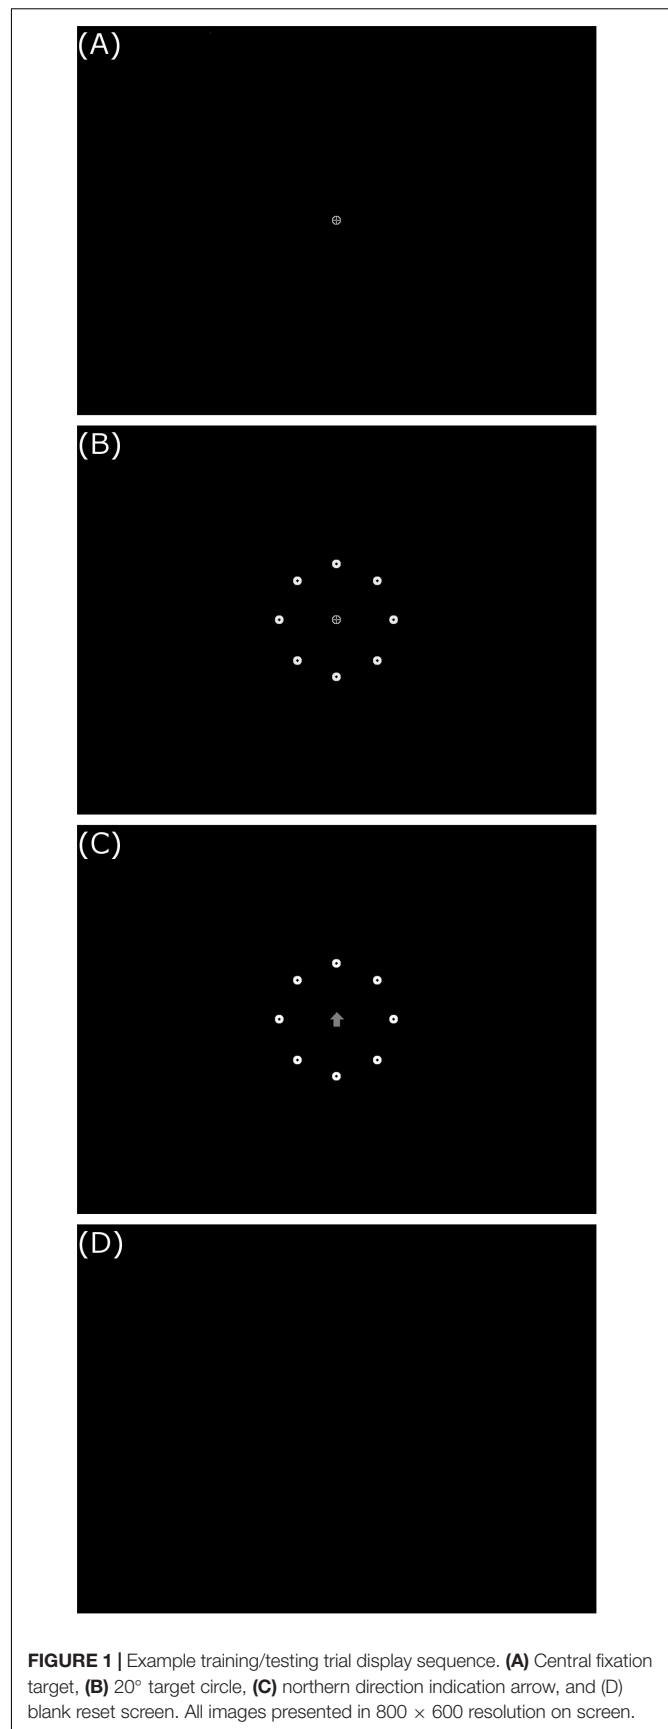 (A)
(B)
(C)
(D)
FIGURE 1 | Example training/testing trial display sequence. (A) Central fixation
target, (B) 20° target circle, (C) northern direction indication arrow, and (D)
blank reset screen. All images presented in 800 × 600 resolution on screen.